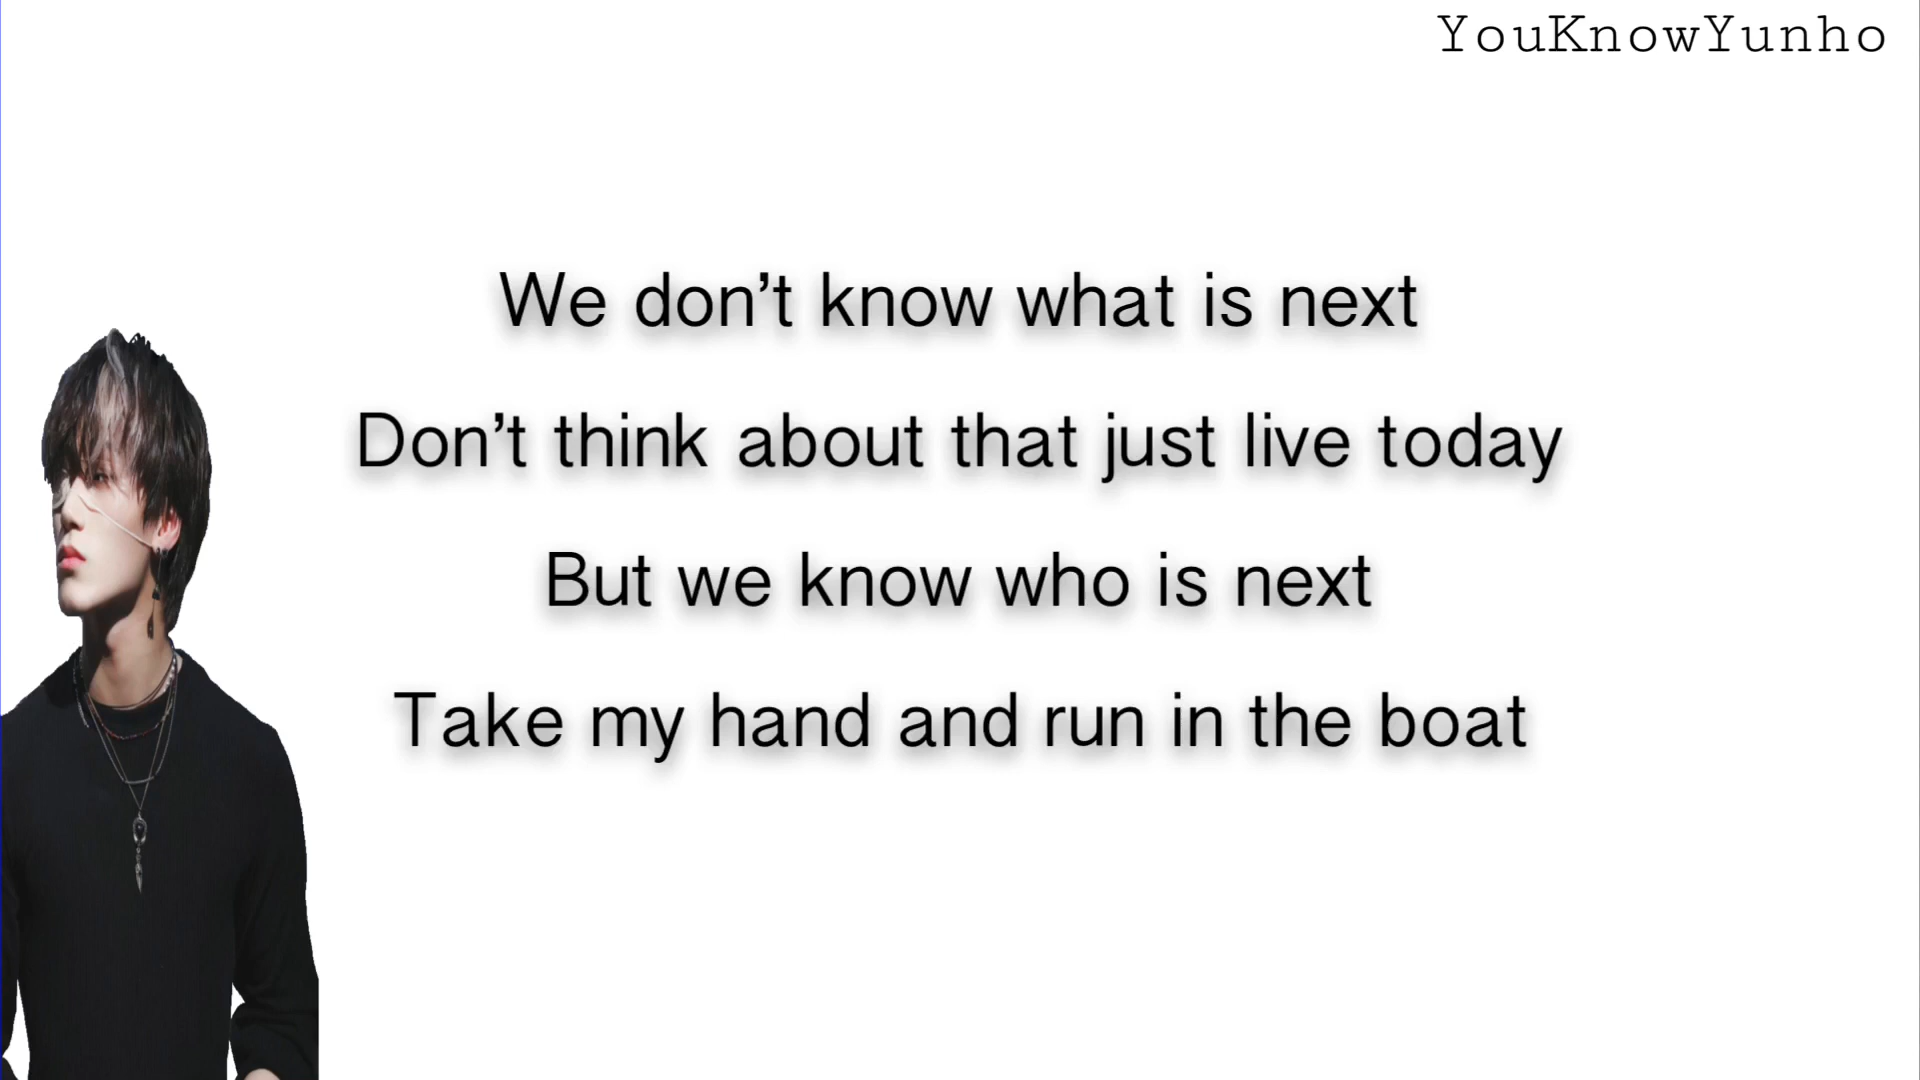 YouKnowYunho
We don’t know what is next
Don’t think about that just live today
But we know who is next
Take my hand and run in the boat